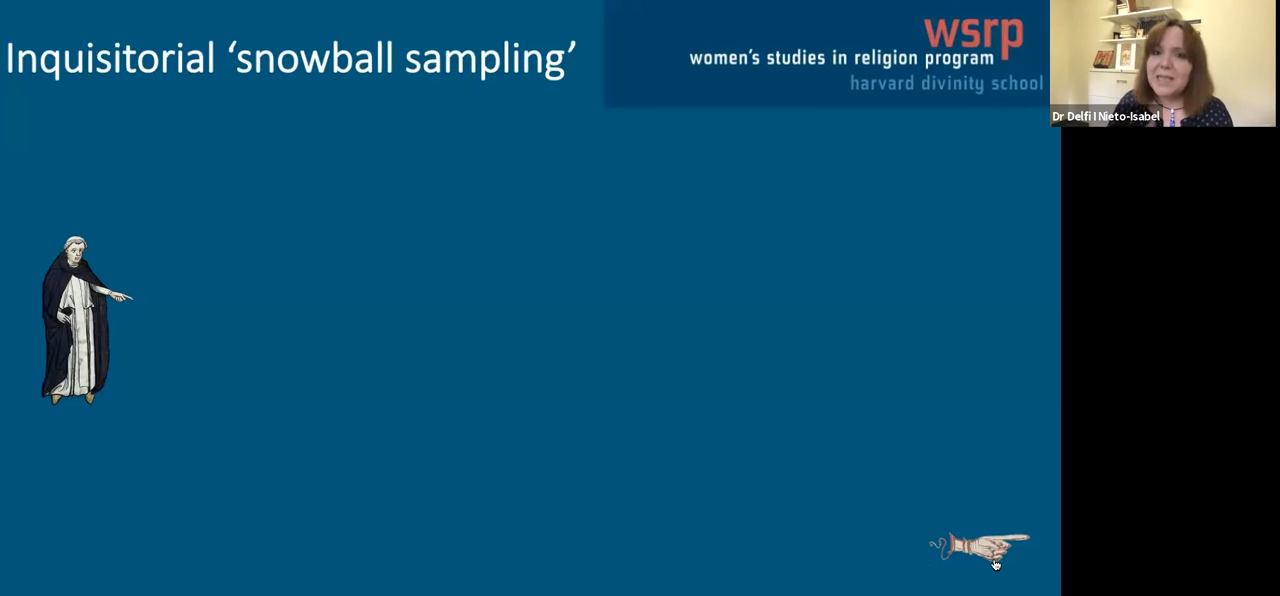 Inquisitorial ‘snowball sampling’
wsrp
women's studies in religion program
harvard divinity school
Dr Delfi I Nieto-Isabel